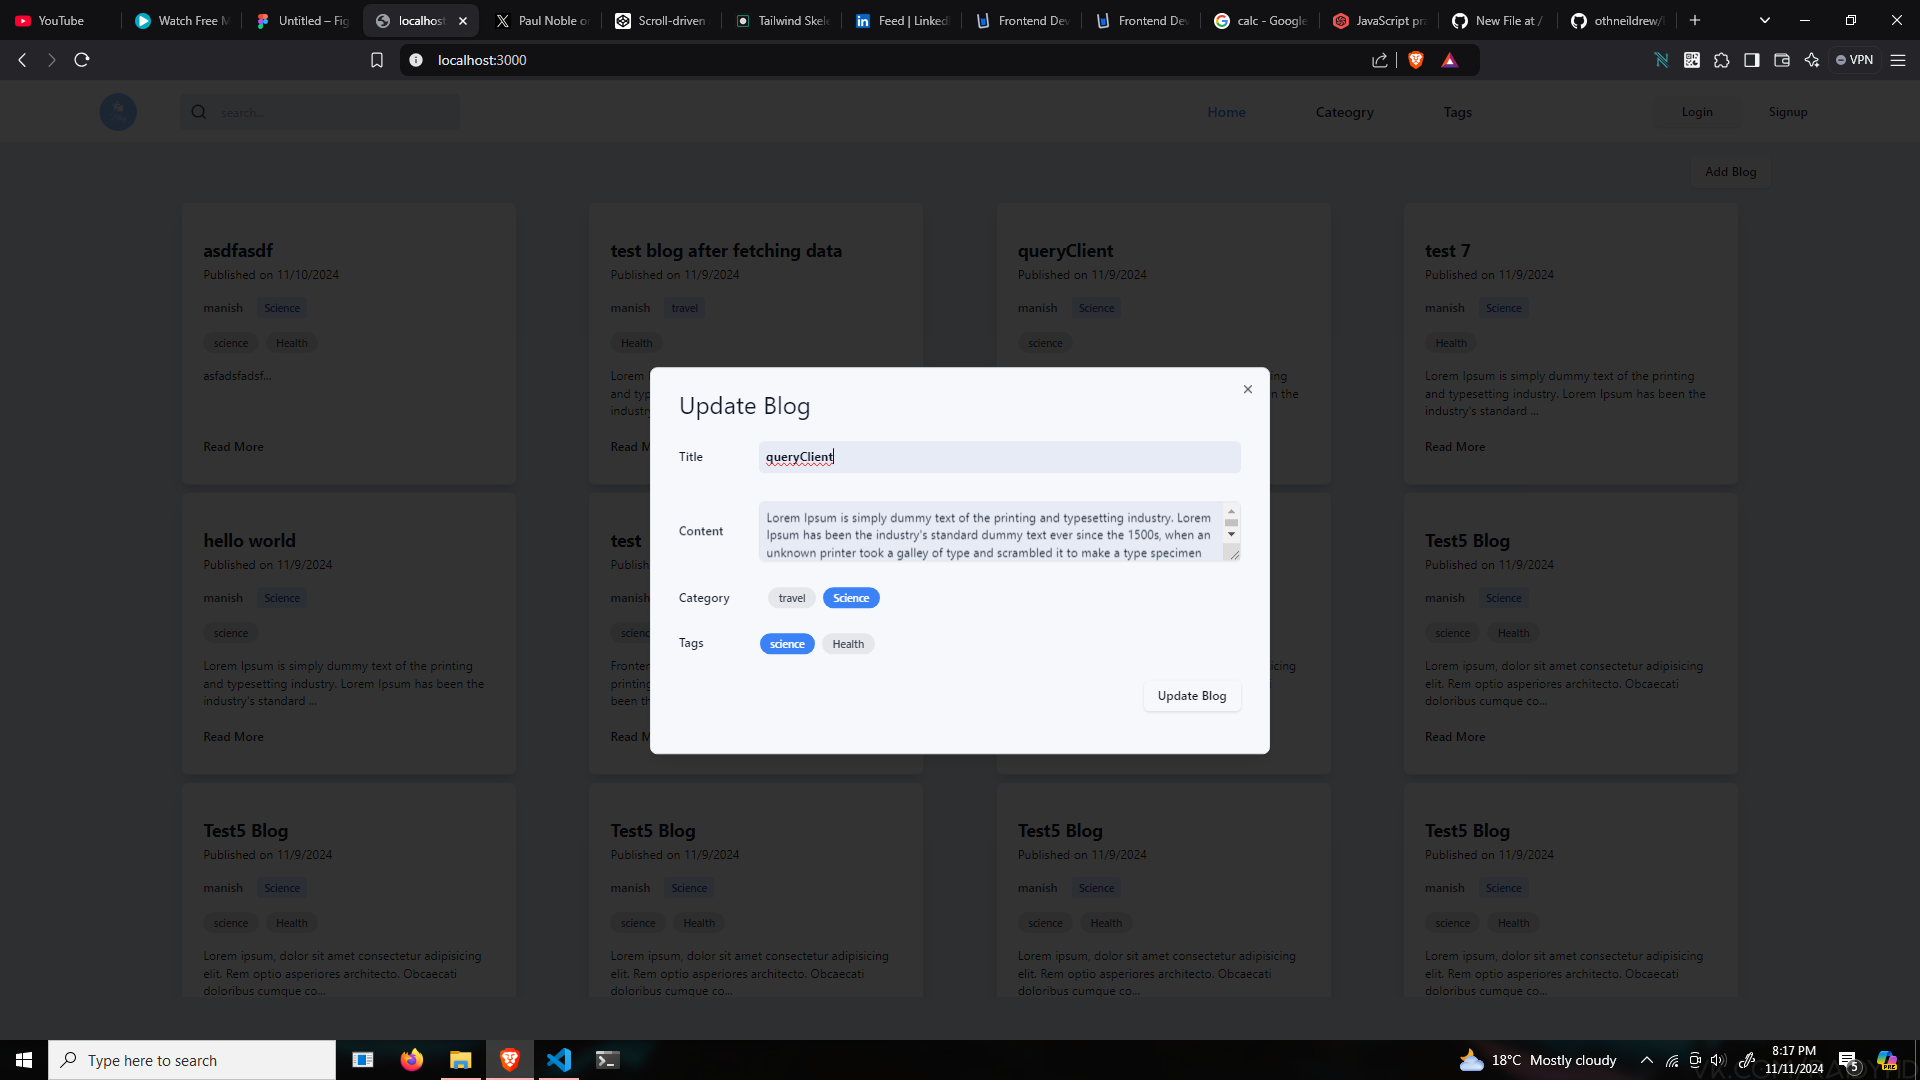 YouTube
Watch Free M
Untitled – Fig
localhost
Paul Noble on
Scroll-driven
Tailwind Skele
Feed | Linked
Frontend Dev
Frontend Dev
calc - Google
JavaScript pra
New File at /
othneildrew/
localhost:3000
VPN
search...
Home
Cateogry
Tags
Login
Signup
Add Blog
asdfasdf
Published on 11/10/2024
manish Science
science Health
asfadsfadsf...
Read More
test blog after fetching data
Published on 11/9/2024
manish travel
Health
Lorem
and typ
industry
Read M
queryClient
Published on 11/9/2024
manish Science
science
ing
the
test 7
Published on 11/9/2024
manish Science
Health
Lorem Ipsum is simply dummy text of the printing
and typesetting industry. Lorem Ipsum has been the
industry's standard ...
Read More
Update Blog
Title
queryClient
Content
Lorem Ipsum is simply dummy text of the printing and typesetting industry. Lorem
Ipsum has been the industry's standard dummy text ever since the 1500s, when an
unknown printer took a galley of type and scrambled it to make a type specimen
Category
travel
Science
Tags
science
Health
Update Blog
hello world
Published on 11/9/2024
manish Science
science
Lorem Ipsum is simply dummy text of the printing
and typesetting industry. Lorem Ipsum has been the
industry's standard ...
Read More
test
Publish
manish
scienc
Fronter
printing
been th
Read M
cing
Test5 Blog
Published on 11/9/2024
manish Science
science Health
Lorem ipsum, dolor sit amet consectetur adipisicing
elit. Rem optio asperiores architecto. Obcaecati
doloribus cumque co...
Read More
Test5 Blog
Published on 11/9/2024
manish Science
science Health
Lorem ipsum, dolor sit amet consectetur adipisicing
elit. Rem optio asperiores architecto. Obcaecati
doloribus cumque co...
Test5 Blog
Published on 11/9/2024
manish Science
science Health
Lorem ipsum, dolor sit amet consectetur adipisicing
elit. Rem optio asperiores architecto. Obcaecati
doloribus cumque co...
Test5 Blog
Published on 11/9/2024
manish Science
science Health
Lorem ipsum, dolor sit amet consectetur adipisicing
elit. Rem optio asperiores architecto. Obcaecati
doloribus cumque co...
Test5 Blog
Published on 11/9/2024
manish Science
science Health
Lorem ipsum, dolor sit amet consectetur adipisicing
elit. Rem optio asperiores architecto. Obcaecati
doloribus cumque co...
Type here to search
18°C Mostly cloudy
8:17 PM
11/11/2024
5
PRE